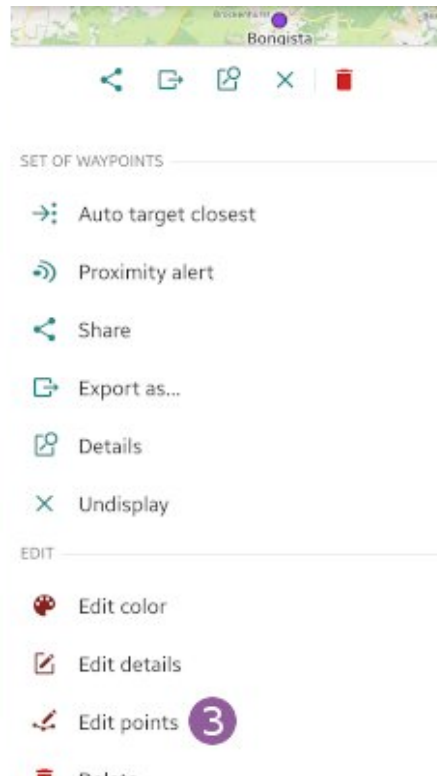 Bongista
SET OF WAYPOINTS
Auto target closest
Proximity alert
Share
Export as...
Details
Undisplay
EDIT
Edit color
Edit details
Edit points 3